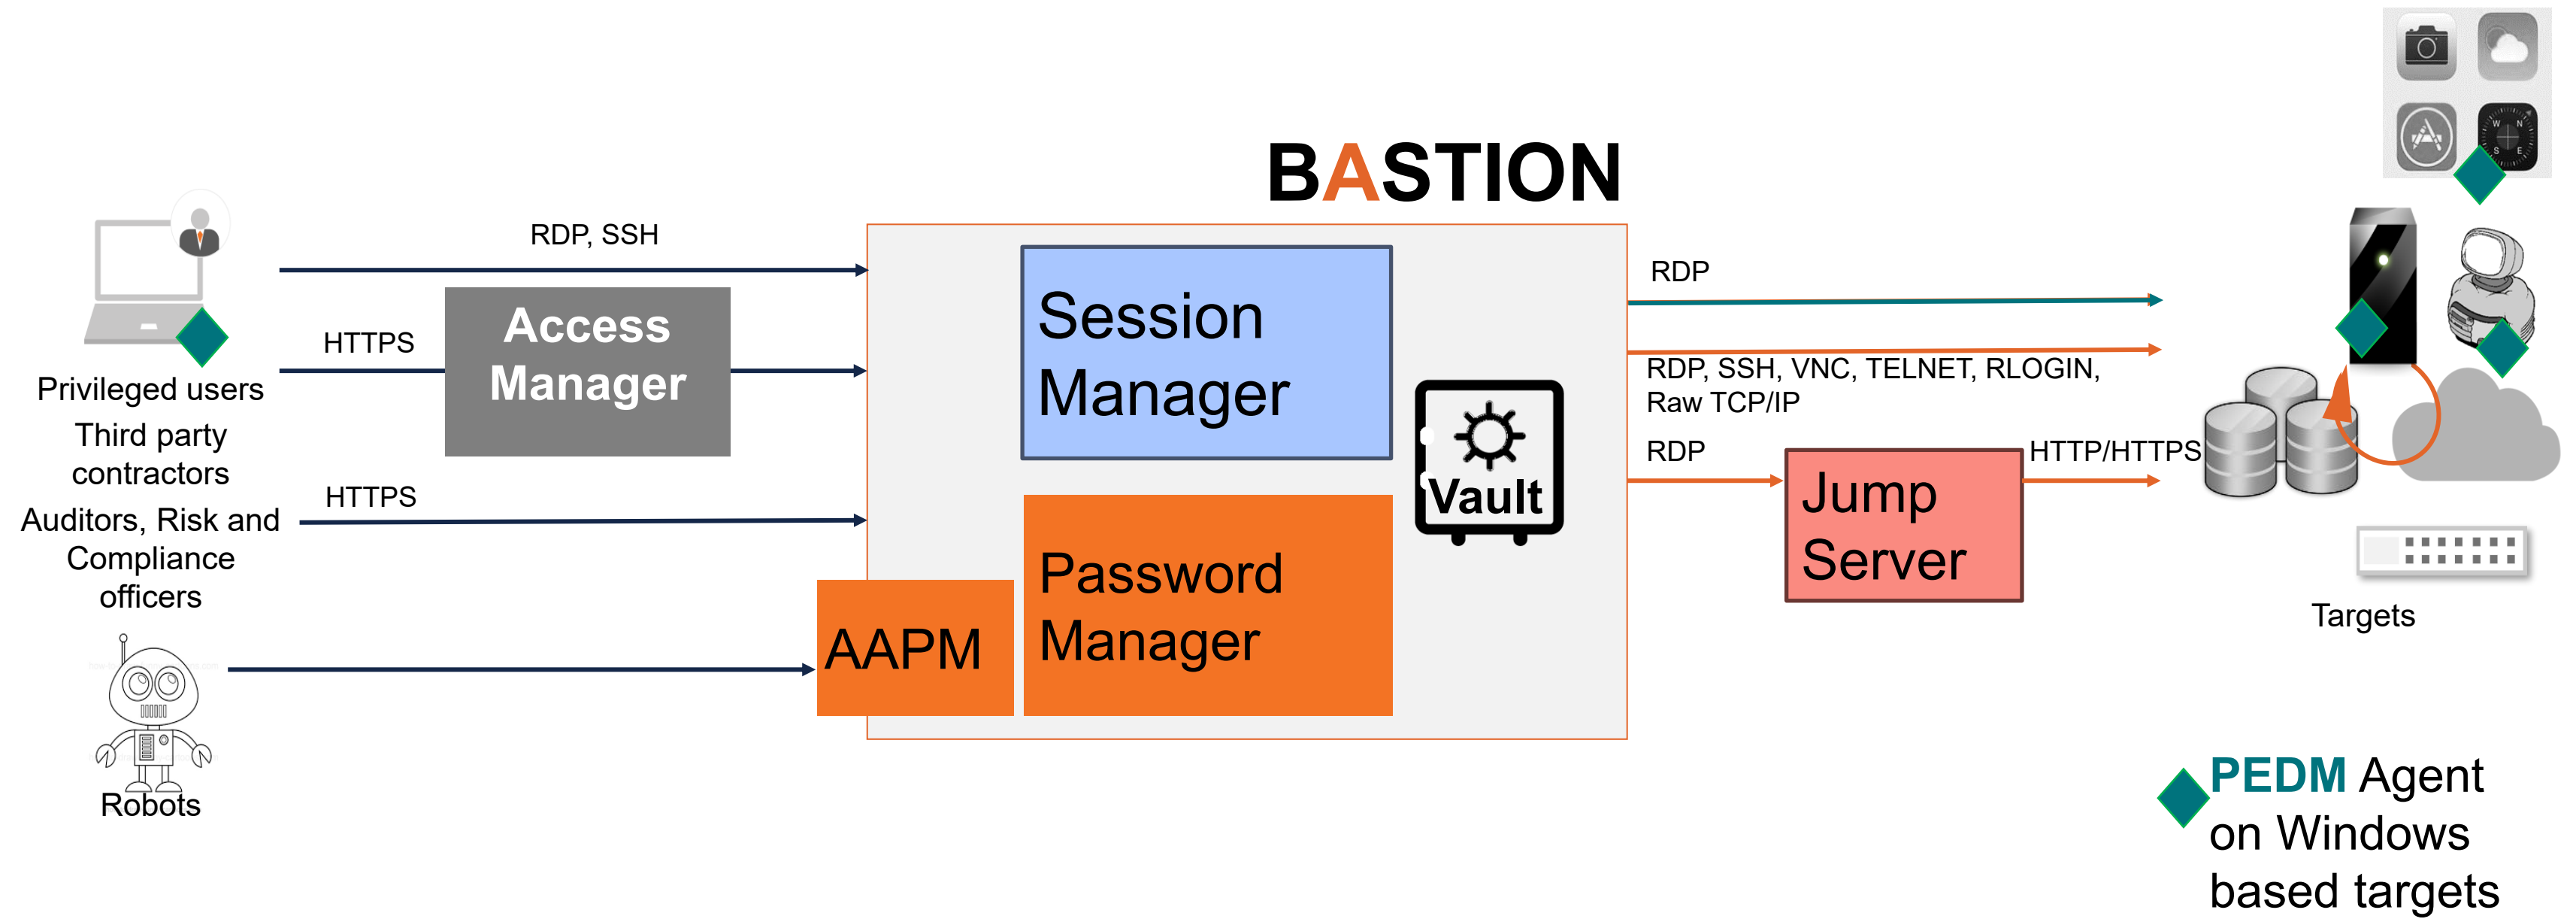 BASTION
RDP, SSH
HTTPS
Access
Manager
Privileged users
Third party
contractors
HTTPS
Auditors, Risk and
Compliance
officers
Robots
Session
Manager
Vault
Password
Manager
AAPM
RDP
RDP, SSH, VNC, TELNET, RLOGIN,
Raw TCP/IP
RDP
Jump
Server
HTTP/HTTPS
W N
S E
Targets
PEDM Agent
on Windows
based targets